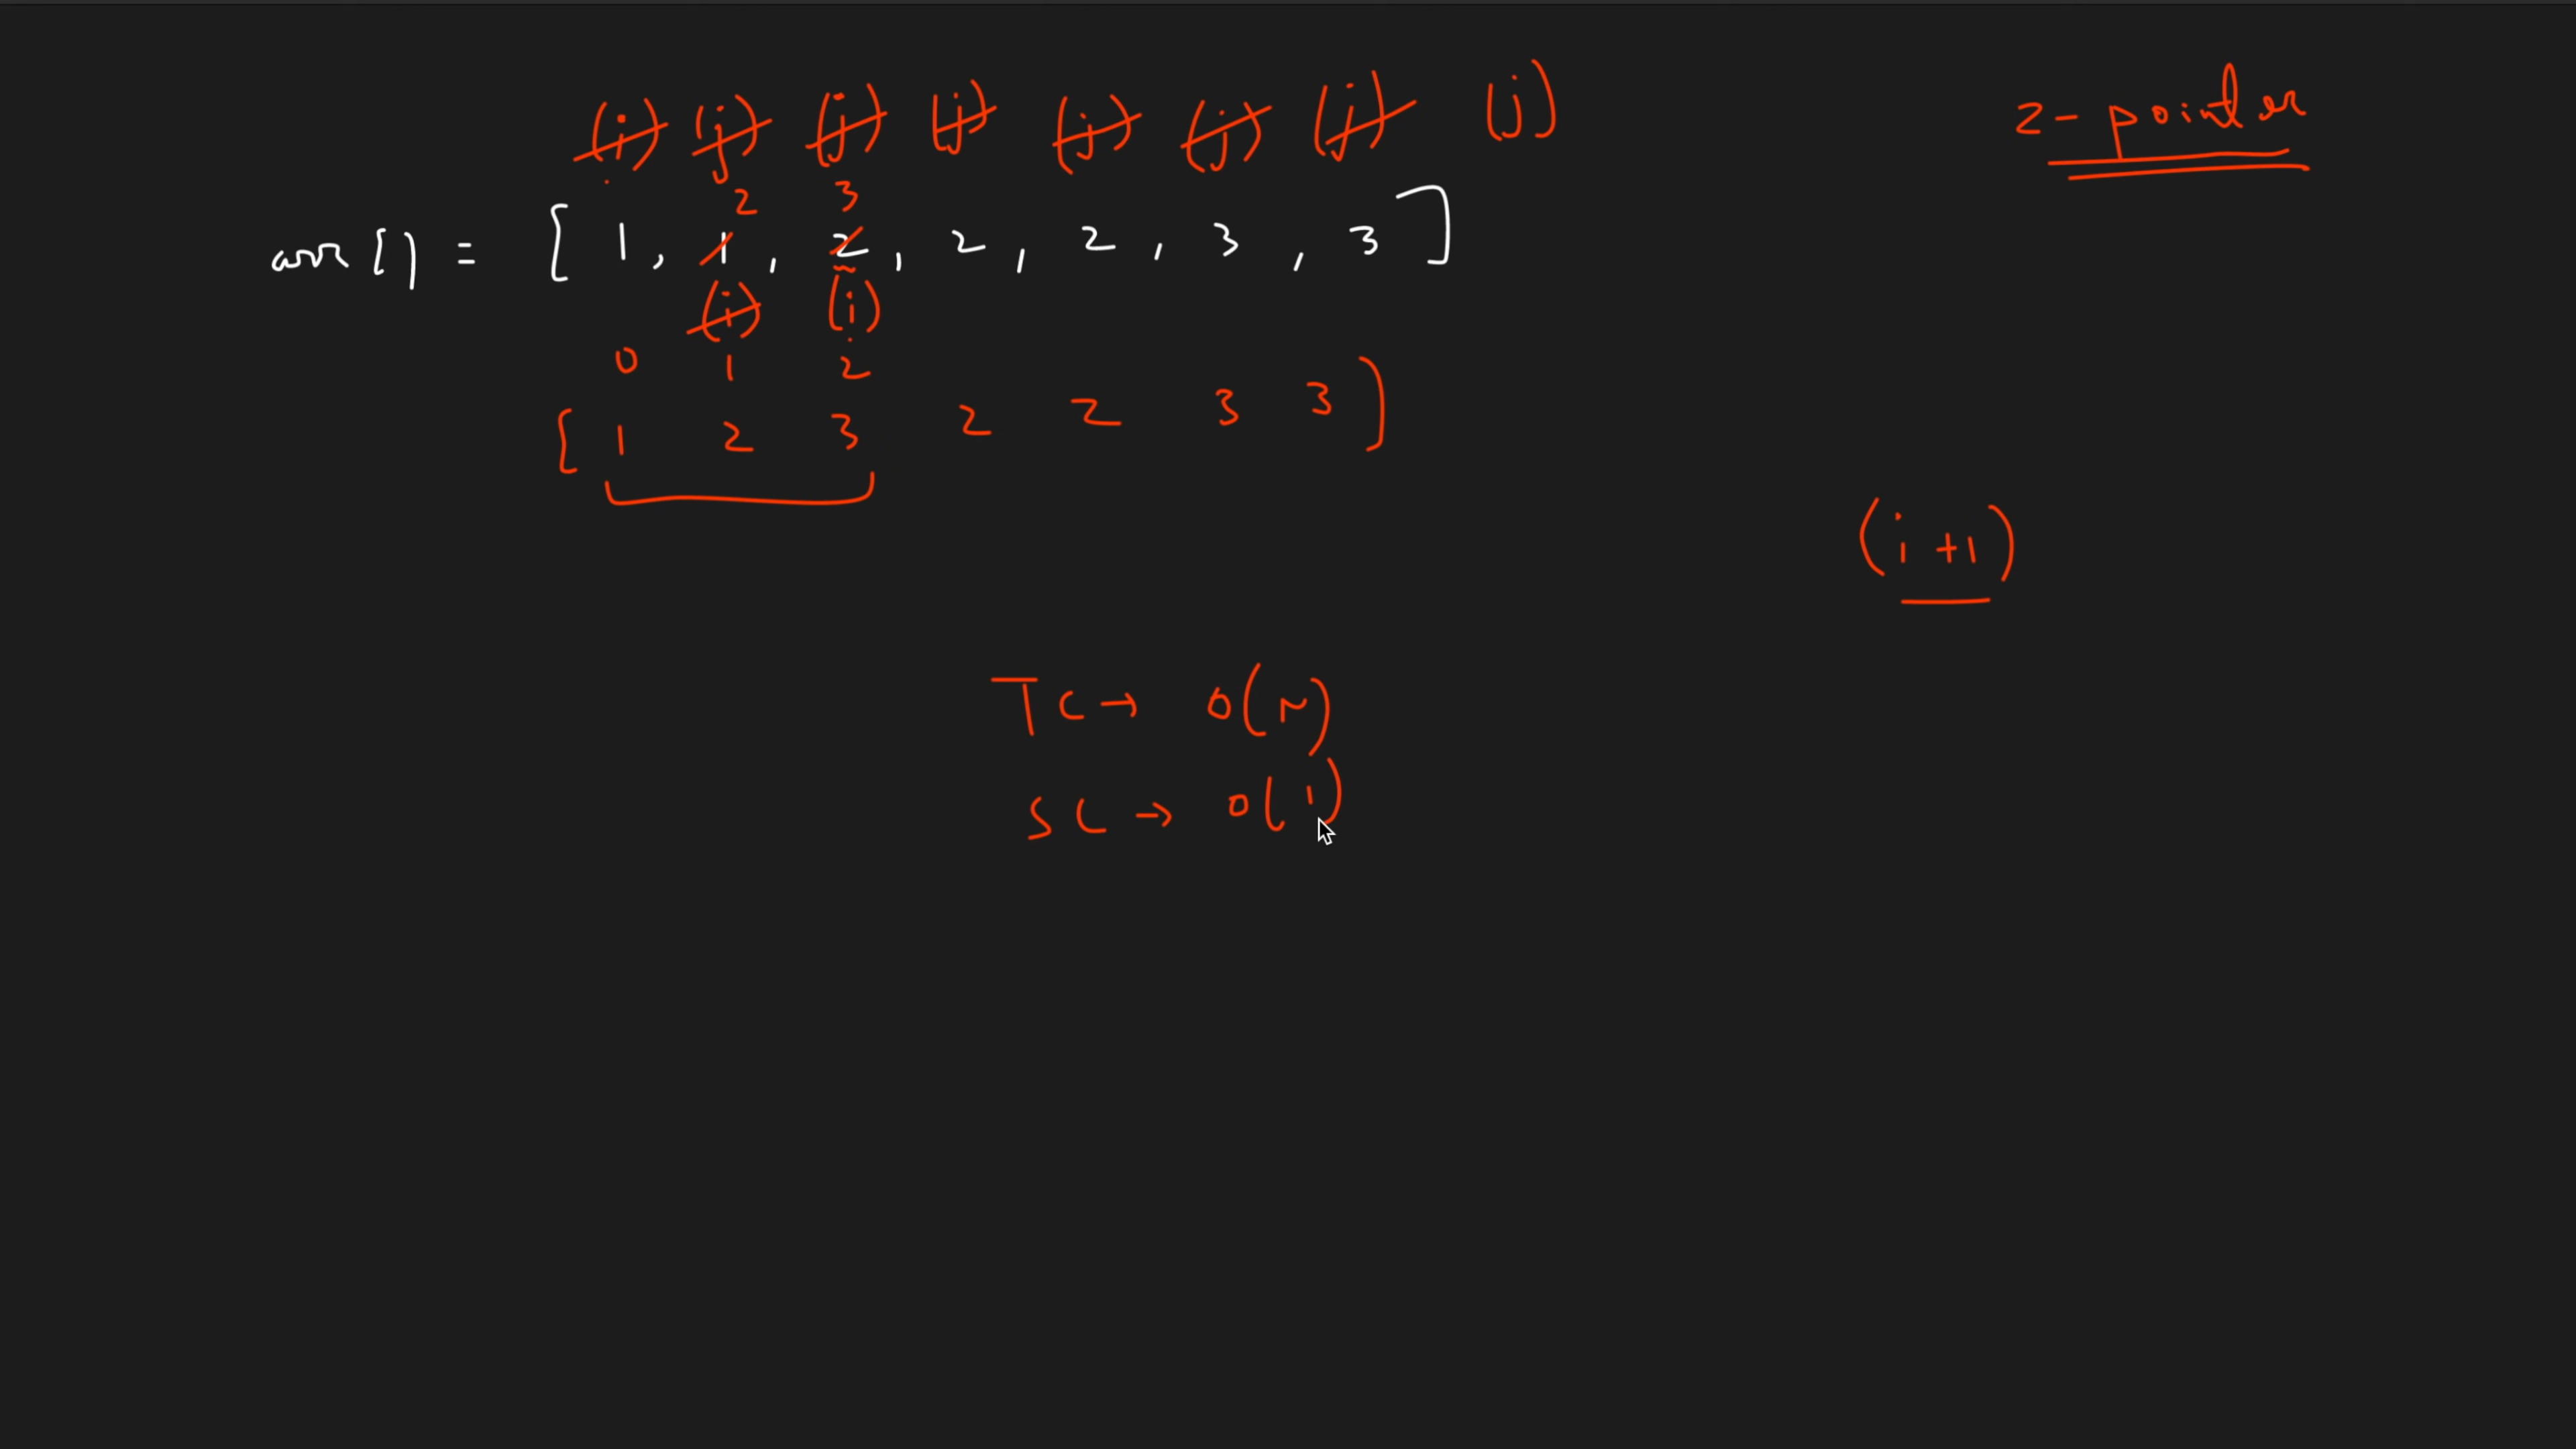 (i) (j) (j) (j) (j) (j) (j) (j)
2-pointer
2 3
arr[] = [1, 1, 2, 2, 2, 3, 3]
(i) (i)
0 1 2
[1 2 3 2 2 3 3]
(i+1)
TC → O(N)
SC → O(1)